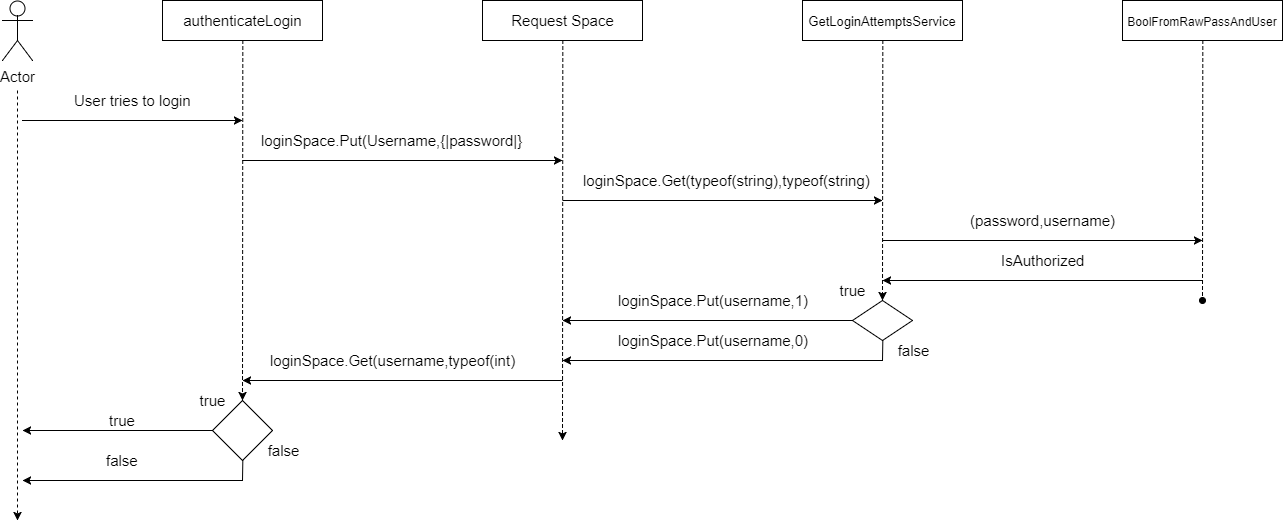 authenticateLogin
Request Space
GetLoginAttemptsService
BoolFromRawPassAndUser
Actor
User tries to login
loginSpace.Put(Username,{|password|}
loginSpace.Get(typeof(string),typeof(string)
(password,username)
IsAuthorized
true
loginSpace.Put(username,1)
loginSpace.Put(username,0)
false
loginSpace.Get(username,typeof(int)
true
true
false
false